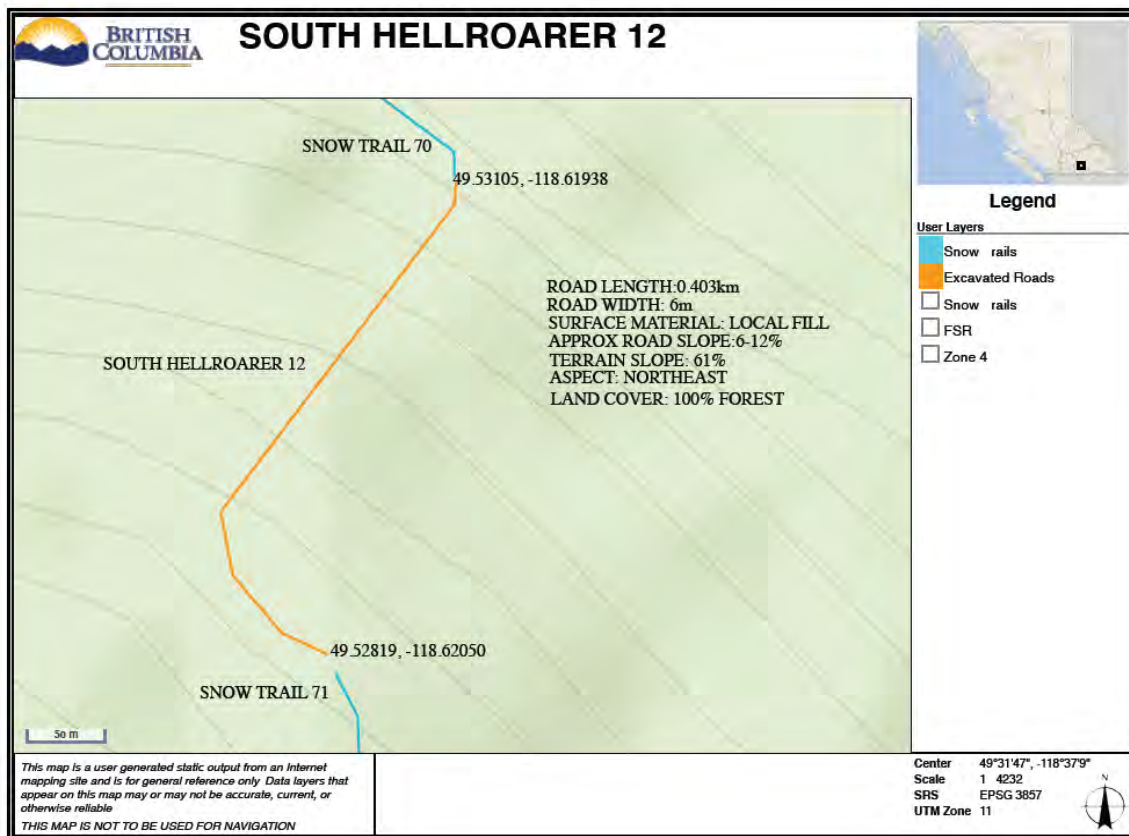 BRITISH
COLUMBIA
SOUTH HELLROARER 12
SNOW TRAIL 70
49.53105, -118.61938
ROAD LENGTH:0.403km
ROAD WIDTH: 6m
SURFACE MATERIAL: LOCAL FILL
APPROX ROAD SLOPE:6-12%
TERRAIN SLOPE: 61%
ASPECT: NORTHEAST
LAND COVER: 100% FOREST
SOUTH HELLROARER 12
49.52819, -118.62050
SNOW TRAIL 71
50 m
Legend
User Layers
Snow rails
Excavated Roads
Snow rails
FSR
Zone 4
This map is a user generated static output from an Internet
mapping site and is for general reference only Data layers that
appear on this map may or may not be accurate, current, or
otherwise reliable
THIS MAP IS NOT TO BE USED FOR NAVIGATION
Center 49°31'47", -118°37'9"
Scale 1 4232
SRS EPSG 3857
UTM Zone 11
N